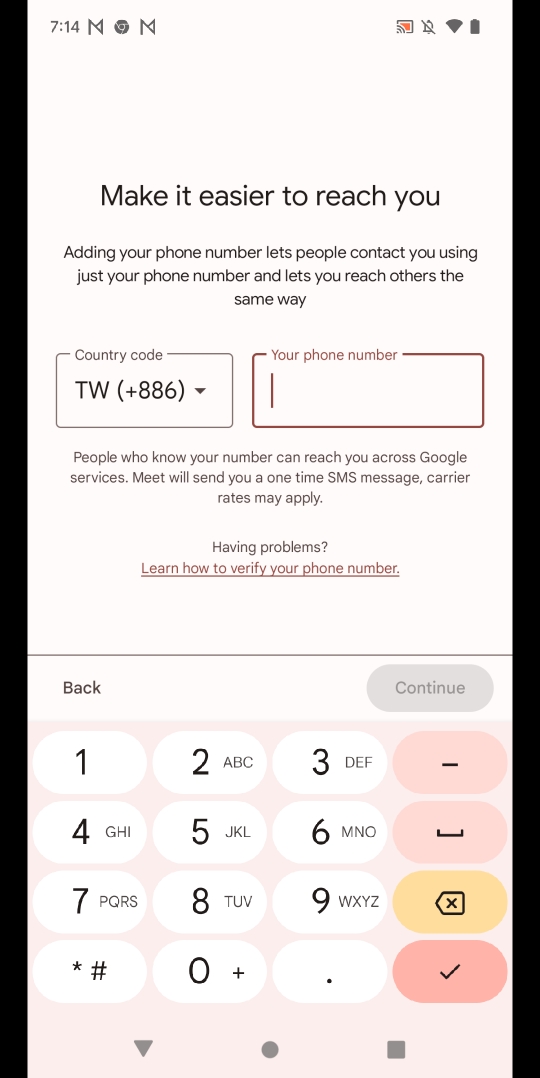 7:14
Make it easier to reach you
Adding your phone number lets people contact you using
just your phone number and lets you reach others the
same way
Country code
Your phone number
TW (+886)
People who know your number can reach you across Google
services. Meet will send you a one time SMS message, carrier
rates may apply.
Having problems?
Learn how to verify your phone number.
Back
Continue
1
2 ABC
3 DEF
–
4 GHI
5 JKL
6 MNO
7 PQRS
8 TUV
9 WXYZ
* #
0 +
.